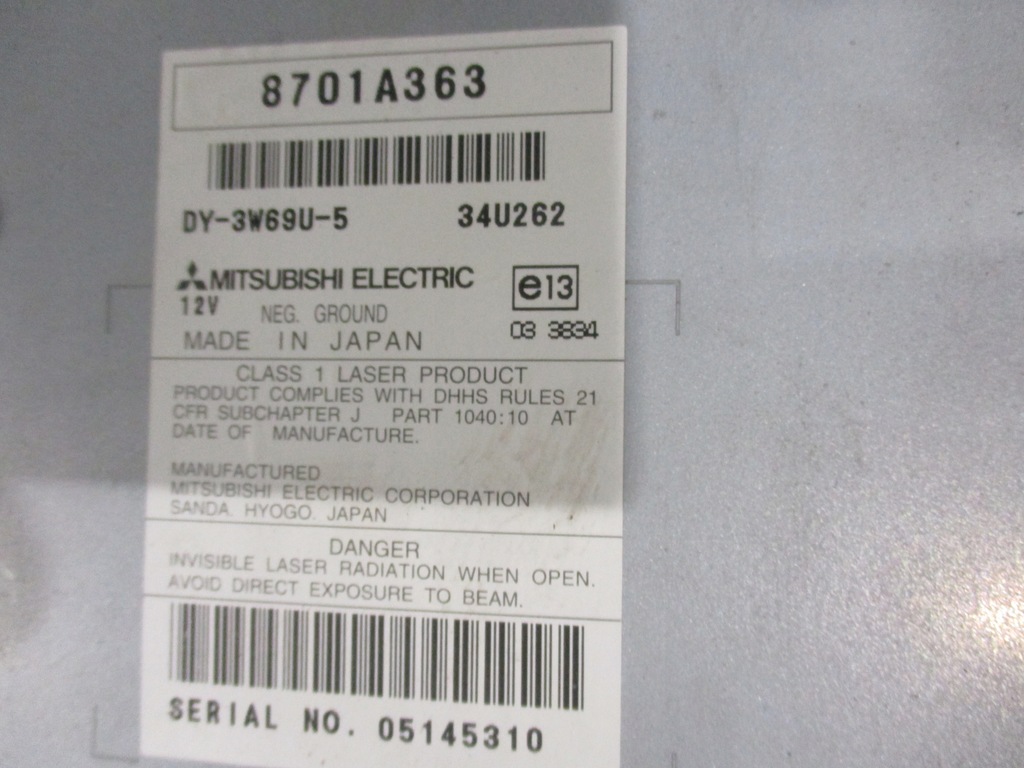 8701A363
DY-3W69U-5 34U262
MITSUBISHI ELECTRIC e13
12V NEG. GROUND
MADE IN JAPAN 03 3834
CLASS 1 LASER PRODUCT
PRODUCT COMPLIES WITH DHHS RULES 21
CFR SUBCHAPTER J PART 1040:10 AT
DATE OF MANUFACTURE.
MANUFACTURED
MITSUBISHI ELECTRIC CORPORATION
SANDA. HYOGO. JAPAN
DANGER
INVISIBLE LASER RADIATION WHEN OPEN.
AVOID DIRECT EXPOSURE TO BEAM.
SERIAL NO. 05145310